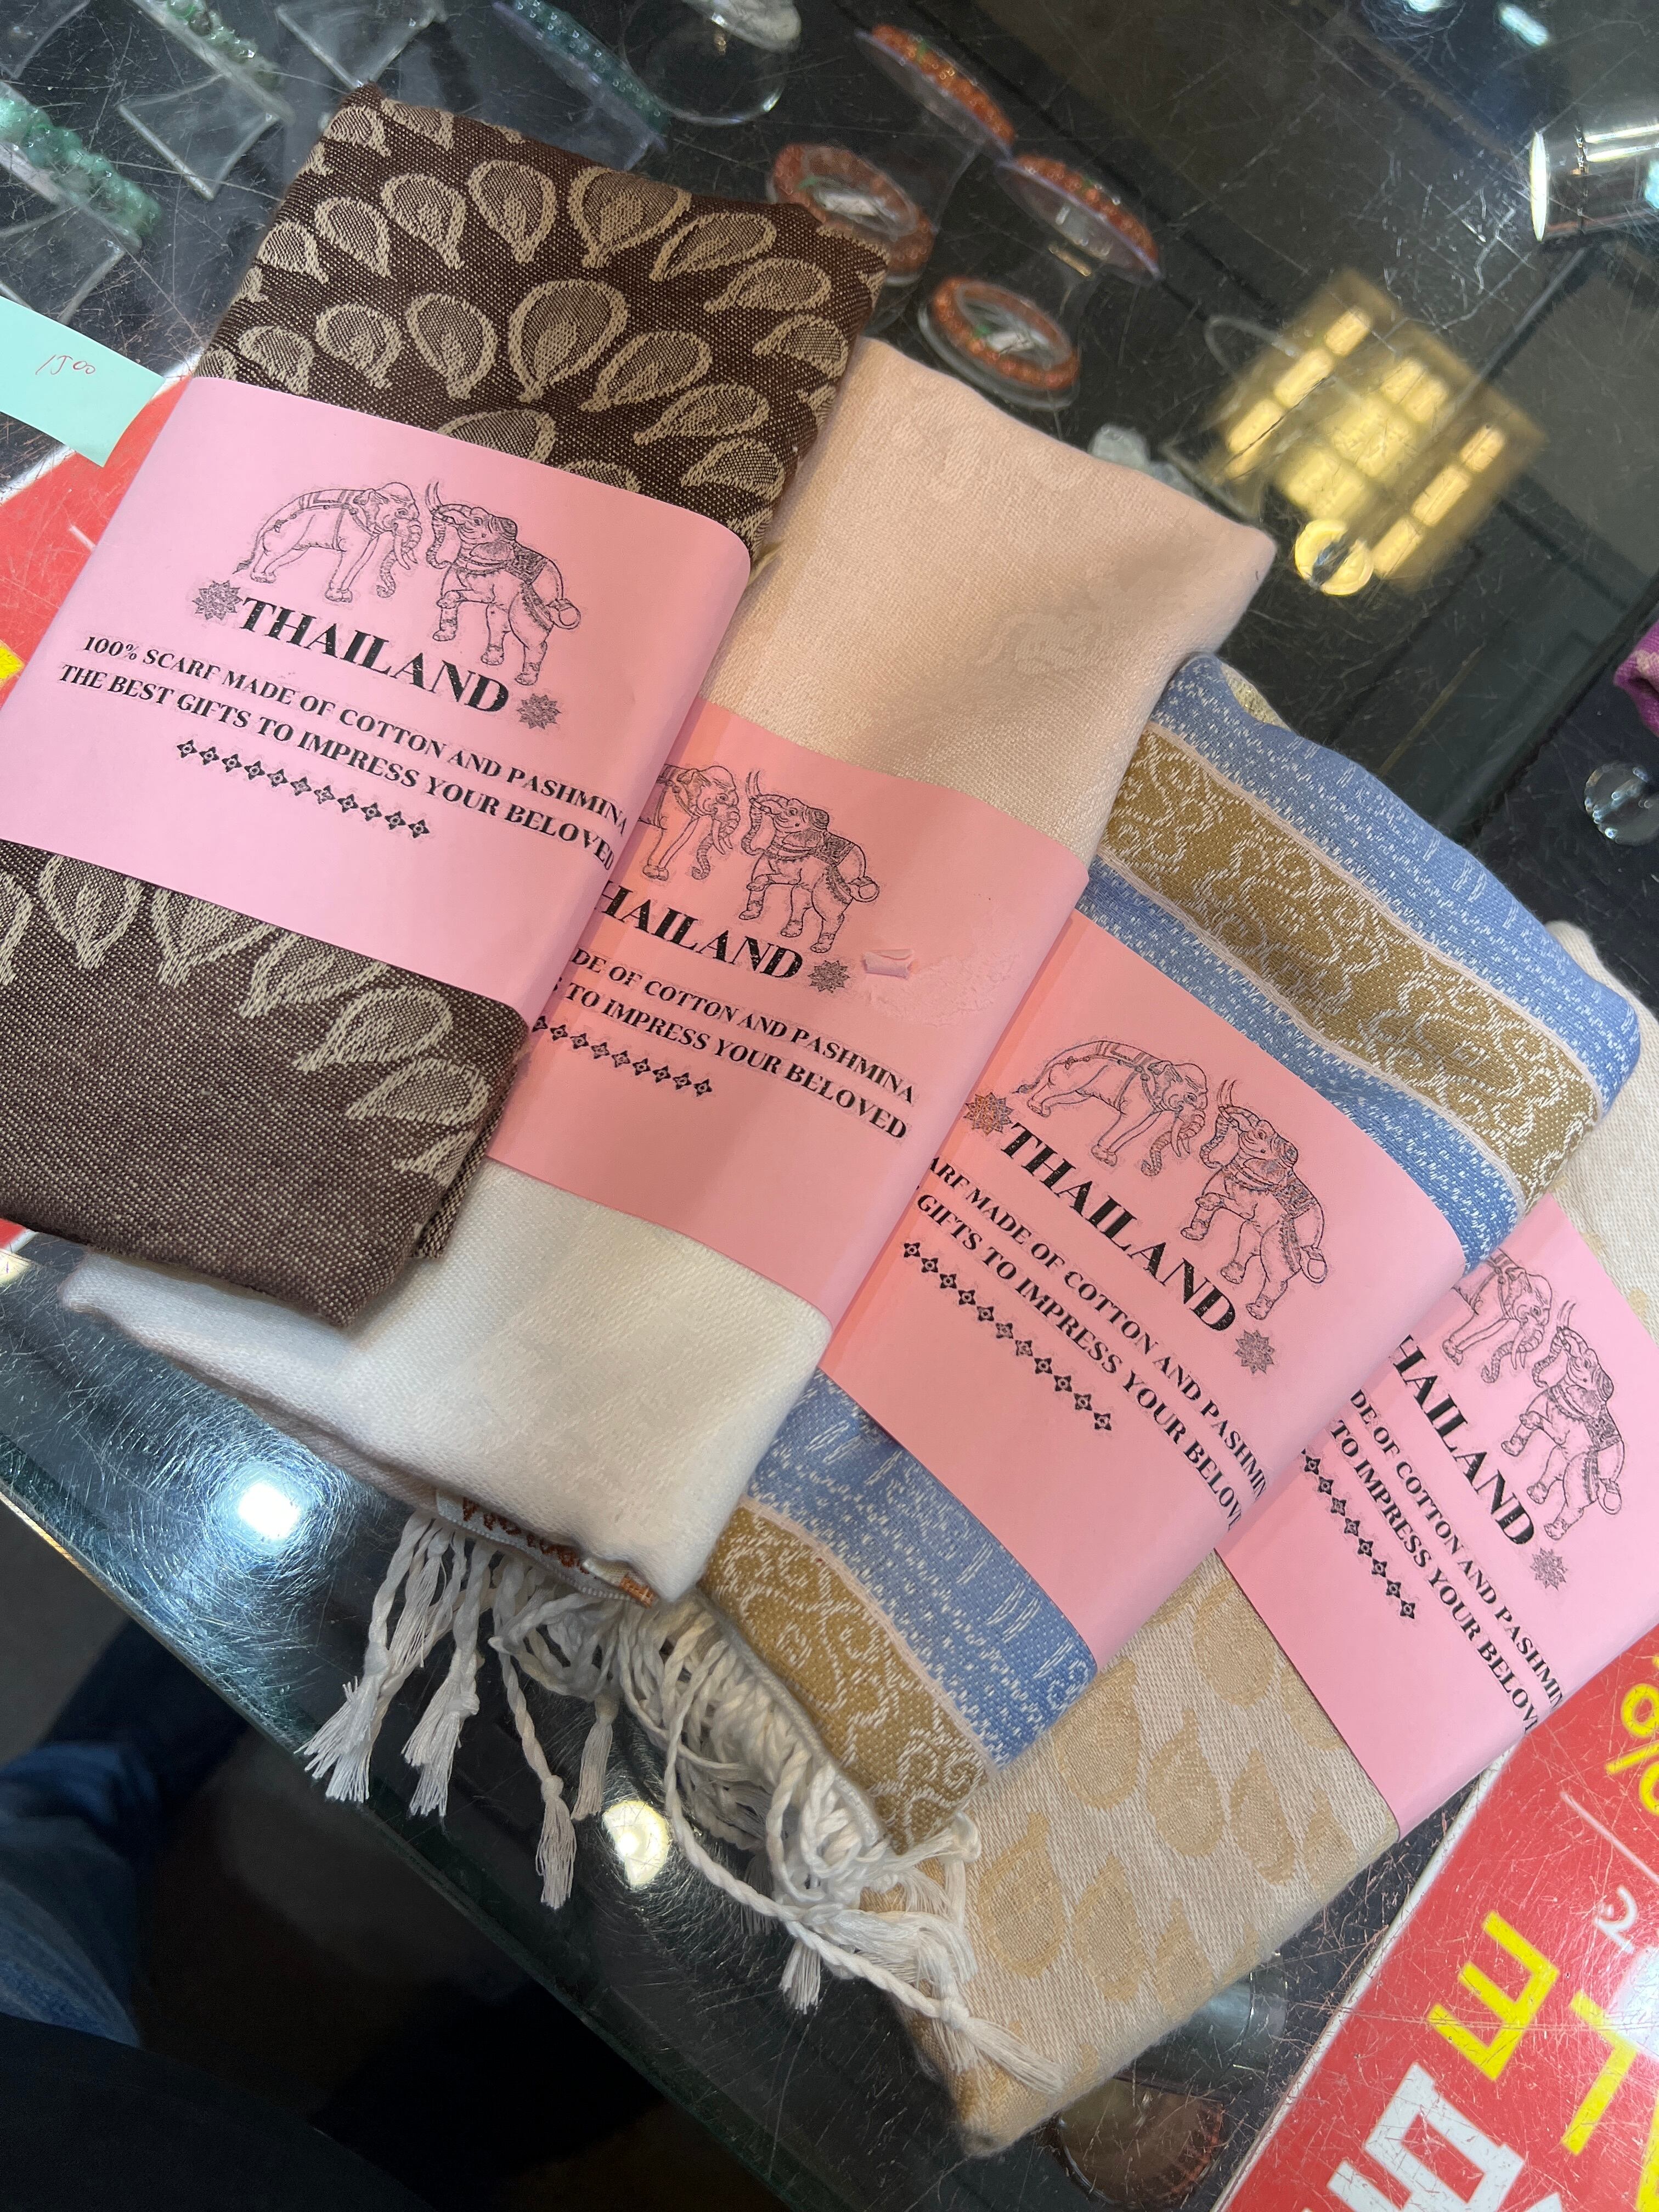 1500
THAILAND
100% SCARF MADE OF COTTON AND PASHMINA
THE BEST GIFTS TO IMPRESS YOUR BELOVED
HAILAND
DE OF COTTON AND PASHMINA
TO IMPRESS YOUR BELOVED
THAILAND
ARF MADE OF COTTON AND PASHMIN
GIFTS TO IMPRESS YOUR BELOV
HAILAND
DE OF COTTON AND PASHMIN
TO IMPRESS YOUR BELOV
%